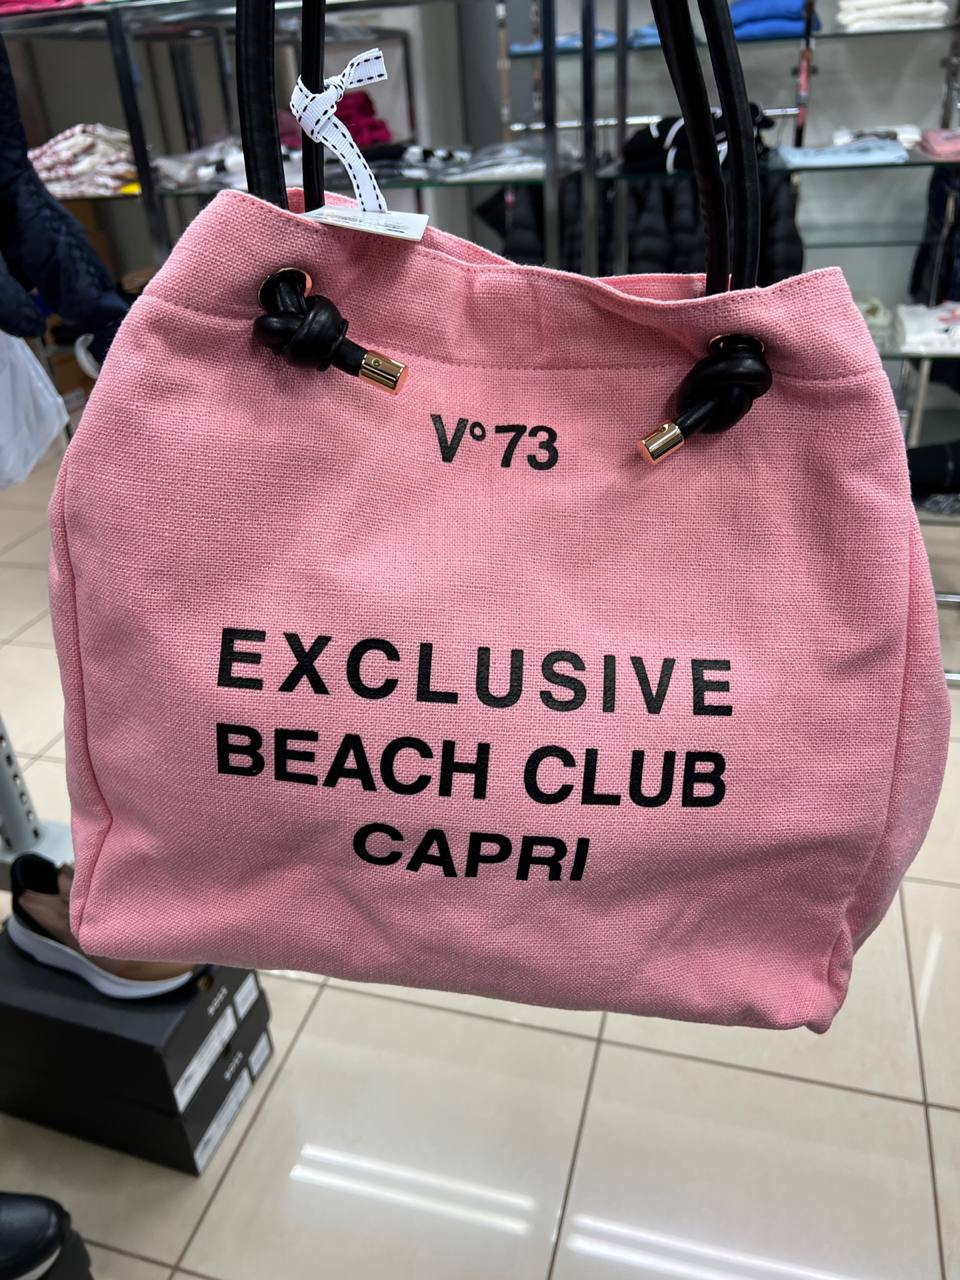 V°73
EXCLUSIVE
BEACH CLUB
CAPRI